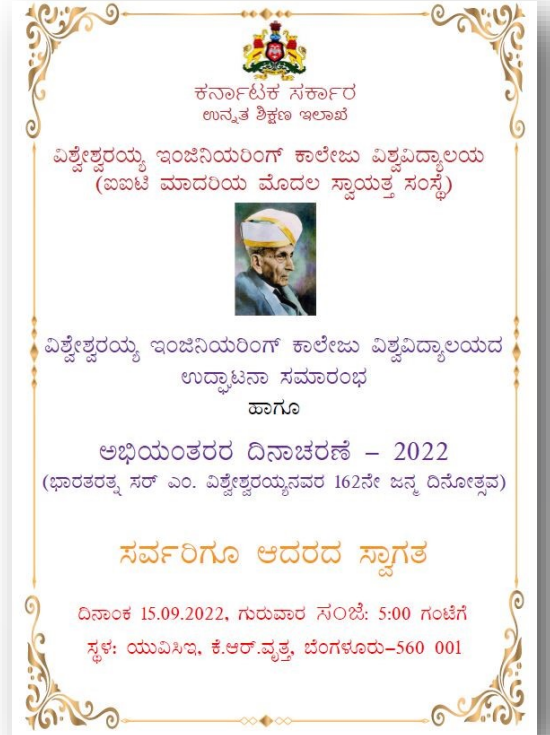 ಕರ್ನಾಟಕ ಸರ್ಕಾರ
ಉನ್ನತ ಶಿಕ್ಷಣ ಇಲಾಖೆ
ವಿಶ್ವೇಶ್ವರಯ್ಯ ಇಂಜಿನಿಯರಿಂಗ್ ಕಾಲೇಜು ವಿಶ್ವವಿದ್ಯಾಲಯ
(ಐಐಟಿ ಮಾದರಿಯ ಮೊದಲ ಸ್ವಾಯತ್ತ ಸಂಸ್ಥೆ)
ವಿಶ್ವೇಶ್ವರಯ್ಯ ಇಂಜಿನಿಯರಿಂಗ್ ಕಾಲೇಜು ವಿಶ್ವವಿದ್ಯಾಲಯದ
ಉದ್ಘಾಟನಾ ಸಮಾರಂಭ
ಹಾಗೂ
ಅಭಿಯಂತರರ ದಿನಾಚರಣೆ – 2022
(ಭಾರತರತ್ನ ಸರ್ ಎಂ. ವಿಶ್ವೇಶ್ವರಯ್ಯನವರ 162ನೇ ಜನ್ಮ ದಿನೋತ್ಸವ)
ಸರ್ವರಿಗೂ ಆದರದ ಸ್ವಾಗತ
ದಿನಾಂಕ 15.09.2022, ಗುರುವಾರ ಸಂಜೆ: 5:00 ಗಂಟೆಗೆ
ಸ್ಥಳ: ಯುವಿಸಿಇ, ಕೆ.ಆರ್.ವೃತ್ತ, ಬೆಂಗಳೂರು–560 001